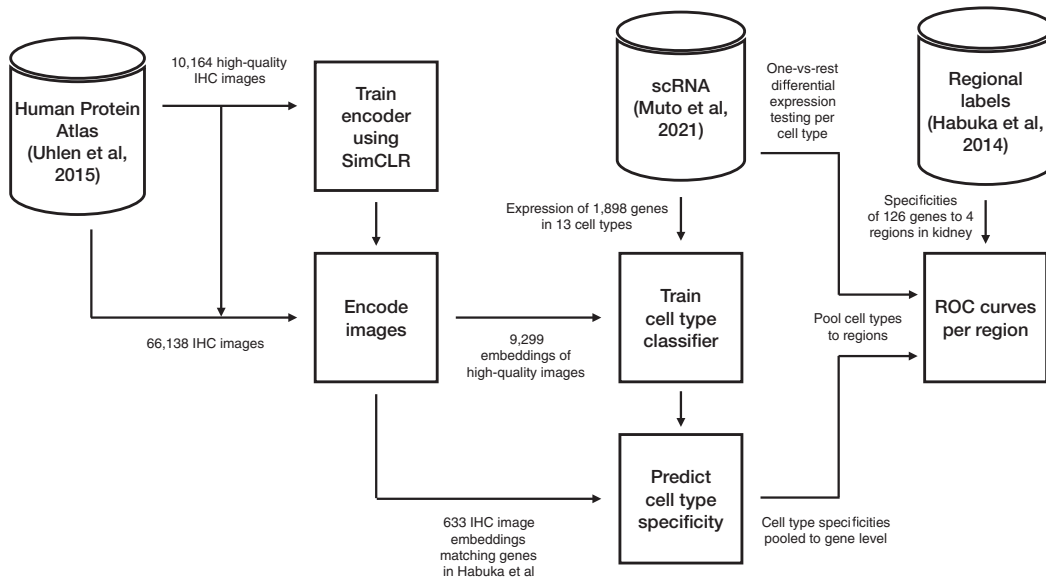 10,164 high-quality
IHC images
Human Protein
Atlas
(Uhlen et al,
2015)
Train
encoder
using
SimCLR
scRNA
(Muto et al,
2021)
One-vs-rest
differential
expression
testing per
cell type
Regional
labels
(Habuka et al,
2014)
Expression of 1,898 genes
in 13 cell types
Specificities
of 126 genes to 4
regions in kidney
66,138 IHC images
Encode
images
9,299
embeddings of
high-quality images
Train
cell type
classifier
Pool cell types
to regions
ROC curves
per region
633 IHC image
embeddings
matching genes
in Habuka et al
Predict
cell type
specificity
Cell type specificities
pooled to gene level